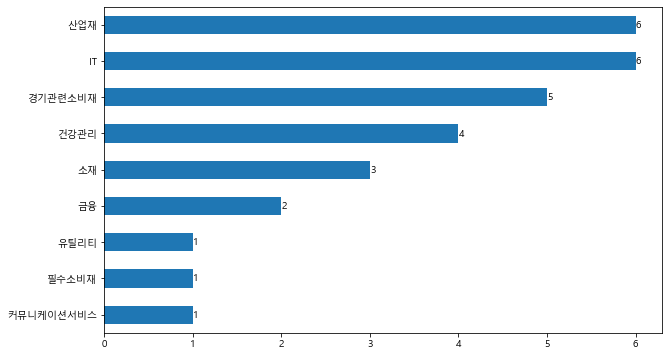 산업재 6
IT 6
경기관련소비재 5
건강관리 4
소재 3
금융 2
유틸리티 1
필수소비재 1
커뮤니케이션서비스 1
0 1 2 3 4 5 6